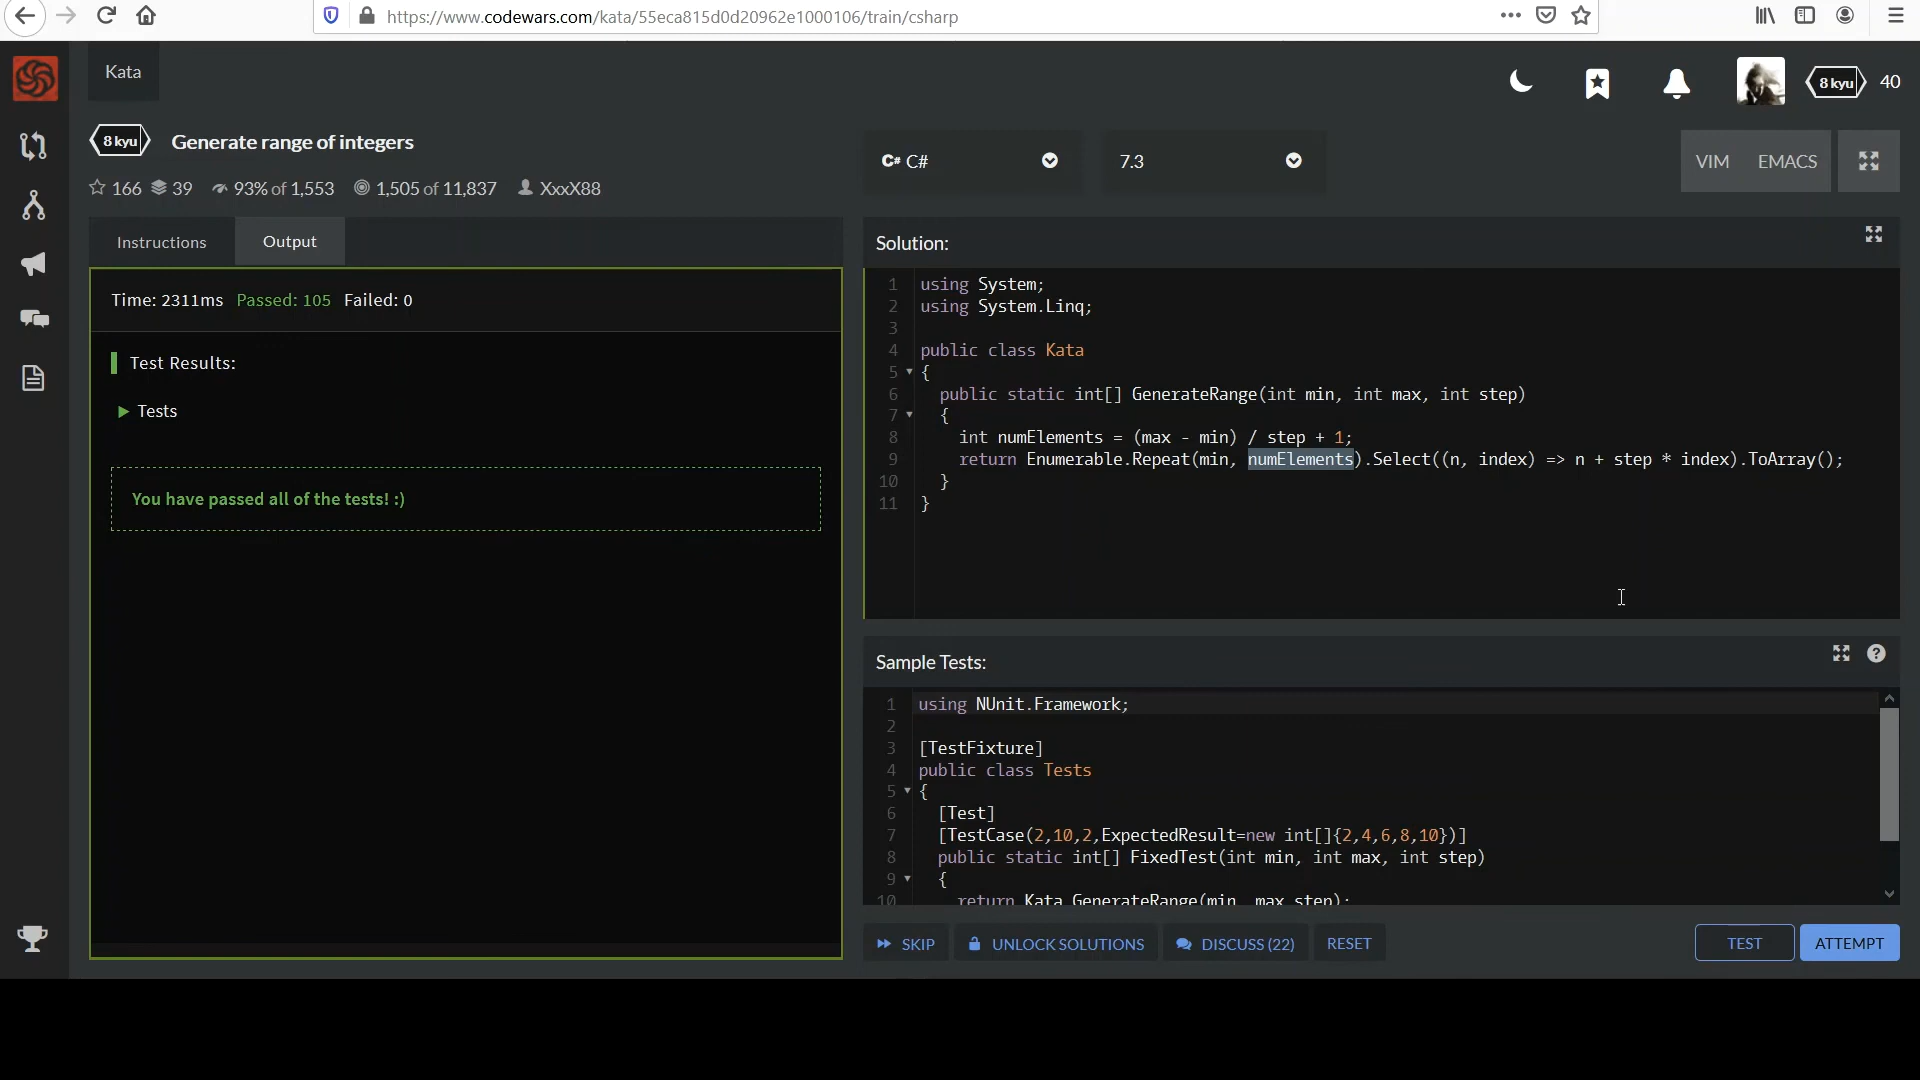 https://www.codewars.com/kata/55eca815d0d20962e1000106/train/csharp
Kata
8 kyu 40
8 kyu Generate range of integers
166 39 93% of 1,553 1,505 of 11,837 XxxX88
C# C# 7.3 VIM EMACS
Instructions Output
Time: 2311ms Passed: 105 Failed: 0
Test Results:
Tests
You have passed all of the tests! :)
Solution:
1 using System;
2 using System.Linq;
3
4 public class Kata
5 {
6 public static int[] GenerateRange(int min, int max, int step)
7 {
8 int numElements = (max - min) / step + 1;
9 return Enumerable.Repeat(min, numElements).Select((n, index) => n + step * index).ToArray();
10 }
11 }
Sample Tests:
1 using NUnit.Framework;
2
3 [TestFixture]
4 public class Tests
5 {
6 [Test]
7 [TestCase(2,10,2,ExpectedResult=new int[]{2,4,6,8,10})]
8 public static int[] FixedTest(int min, int max, int step)
9 {
10 return Kata.GenerateRange(min, max,step);
SKIP UNLOCK SOLUTIONS DISCUSS (22) RESET TEST ATTEMPT